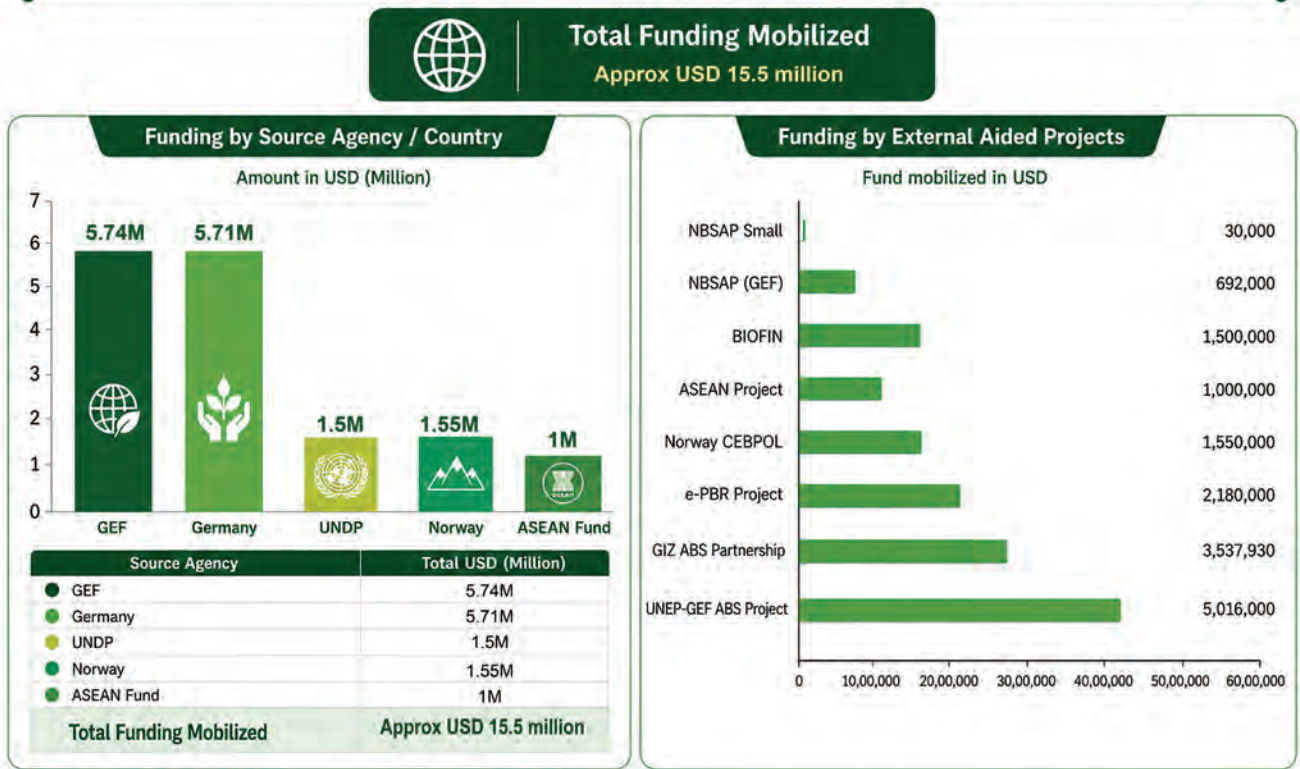 Total Funding Mobilized
Approx USD 15.5 million
Funding by Source Agency / Country
Amount in USD (Million)
7
6
5
4
3
2
1
0
5.74M
5.71M
1.5M
1.55M
1M
GEF
Germany
UNDP
Norway
ASEAN Fund
Source Agency Total USD (Million)
GEF 5.74M
Germany 5.71M
UNDP 1.5M
Norway 1.55M
ASEAN Fund 1M
Total Funding Mobilized Approx USD 15.5 million
Funding by External Aided Projects
Fund mobilized in USD
NBSAP Small 30,000
NBSAP (GEF) 692,000
BIOFIN 1,500,000
ASEAN Project 1,000,000
Norway CEBPOL 1,550,000
e-PBR Project 2,180,000
GIZ ABS Partnership 3,537,930
UNEP-GEF ABS Project 5,016,000
0 10,00,000 20,00,000 30,00,000 40,00,000 50,00,000 60,00,000